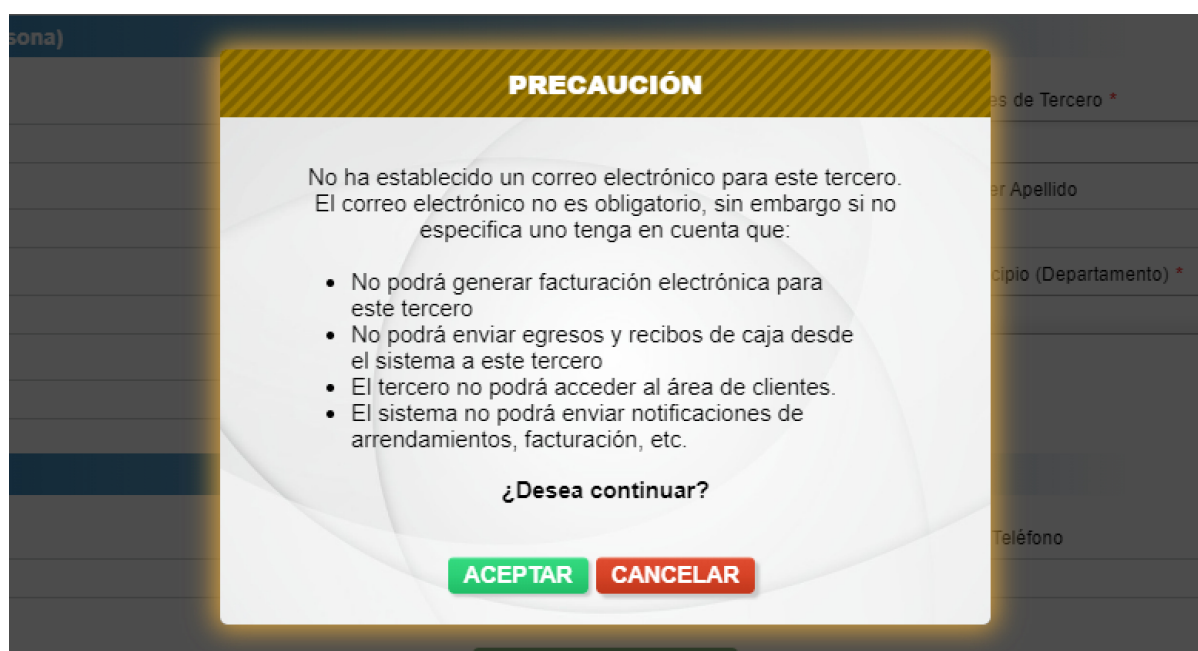 sona)
PRECAUCIÓN
es de Tercero *
No ha establecido un correo electrónico para este tercero.
El correo electrónico no es obligatorio, sin embargo si no
especifica uno tenga en cuenta que:
er Apellido
cipio (Departamento) *
• No podrá generar facturación electrónica para
este tercero
• No podrá enviar egresos y recibos de caja desde
el sistema a este tercero
• El tercero no podrá acceder al área de clientes.
• El sistema no podrá enviar notificaciones de
arrendamientos, facturación, etc.
¿Desea continuar?
Teléfono
ACEPTAR CANCELAR